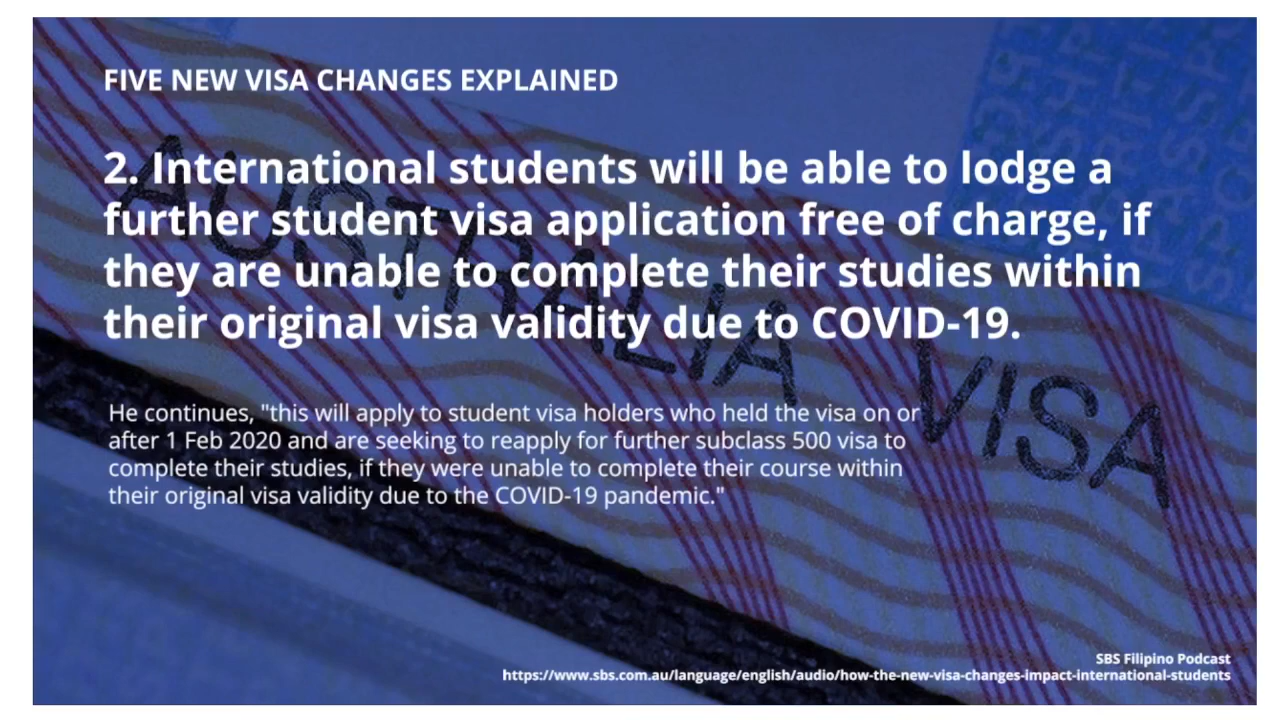 FIVE NEW VISA CHANGES EXPLAINED
2. International students will be able to lodge a
further student visa application free of charge, if
they are unable to complete their studies within
their original visa validity due to COVID-19.
AUSTRALIA VISA
He continues, "this will apply to student visa holders who held the visa on or
after 1 Feb 2020 and are seeking to reapply for further subclass 500 visa to
complete their studies, if they were unable to complete their course within
their original visa validity due to the COVID-19 pandemic."
SBS Filipino Podcast
https://www.sbs.com.au/language/english/audio/how-the-new-visa-changes-impact-international-students